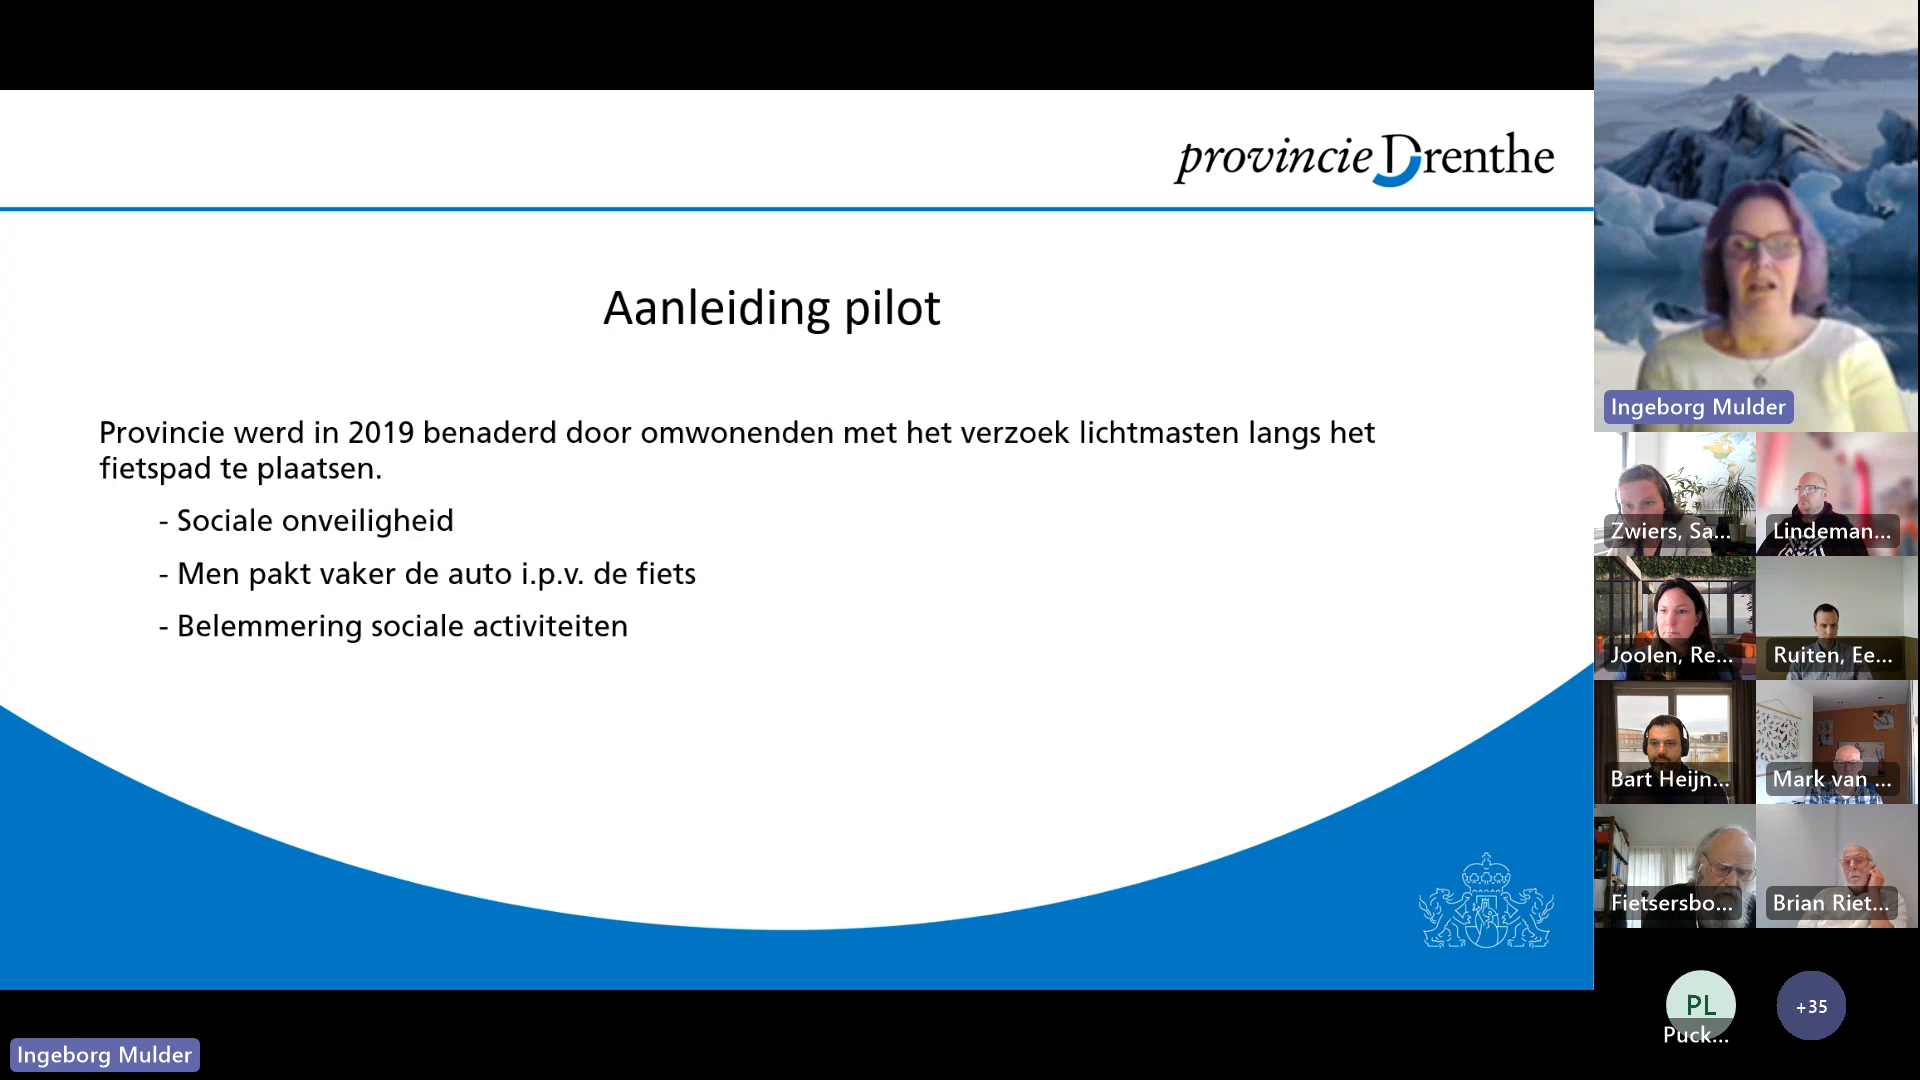 provincie Drenthe
Aanleiding pilot
Provincie werd in 2019 benaderd door omwonenden met het verzoek lichtmasten langs het
fietspad te plaatsen.
- Sociale onveiligheid
- Men pakt vaker de auto i.p.v. de fiets
- Belemmering sociale activiteiten
Ingeborg Mulder
Zwiers, Sa...
Lindeman...
Joolen, Re...
Ruiten, Ee...
Bart Heijn...
Mark van ...
Fietsersbo...
Brian Riet...
PL
Puck...
+35
Ingeborg Mulder